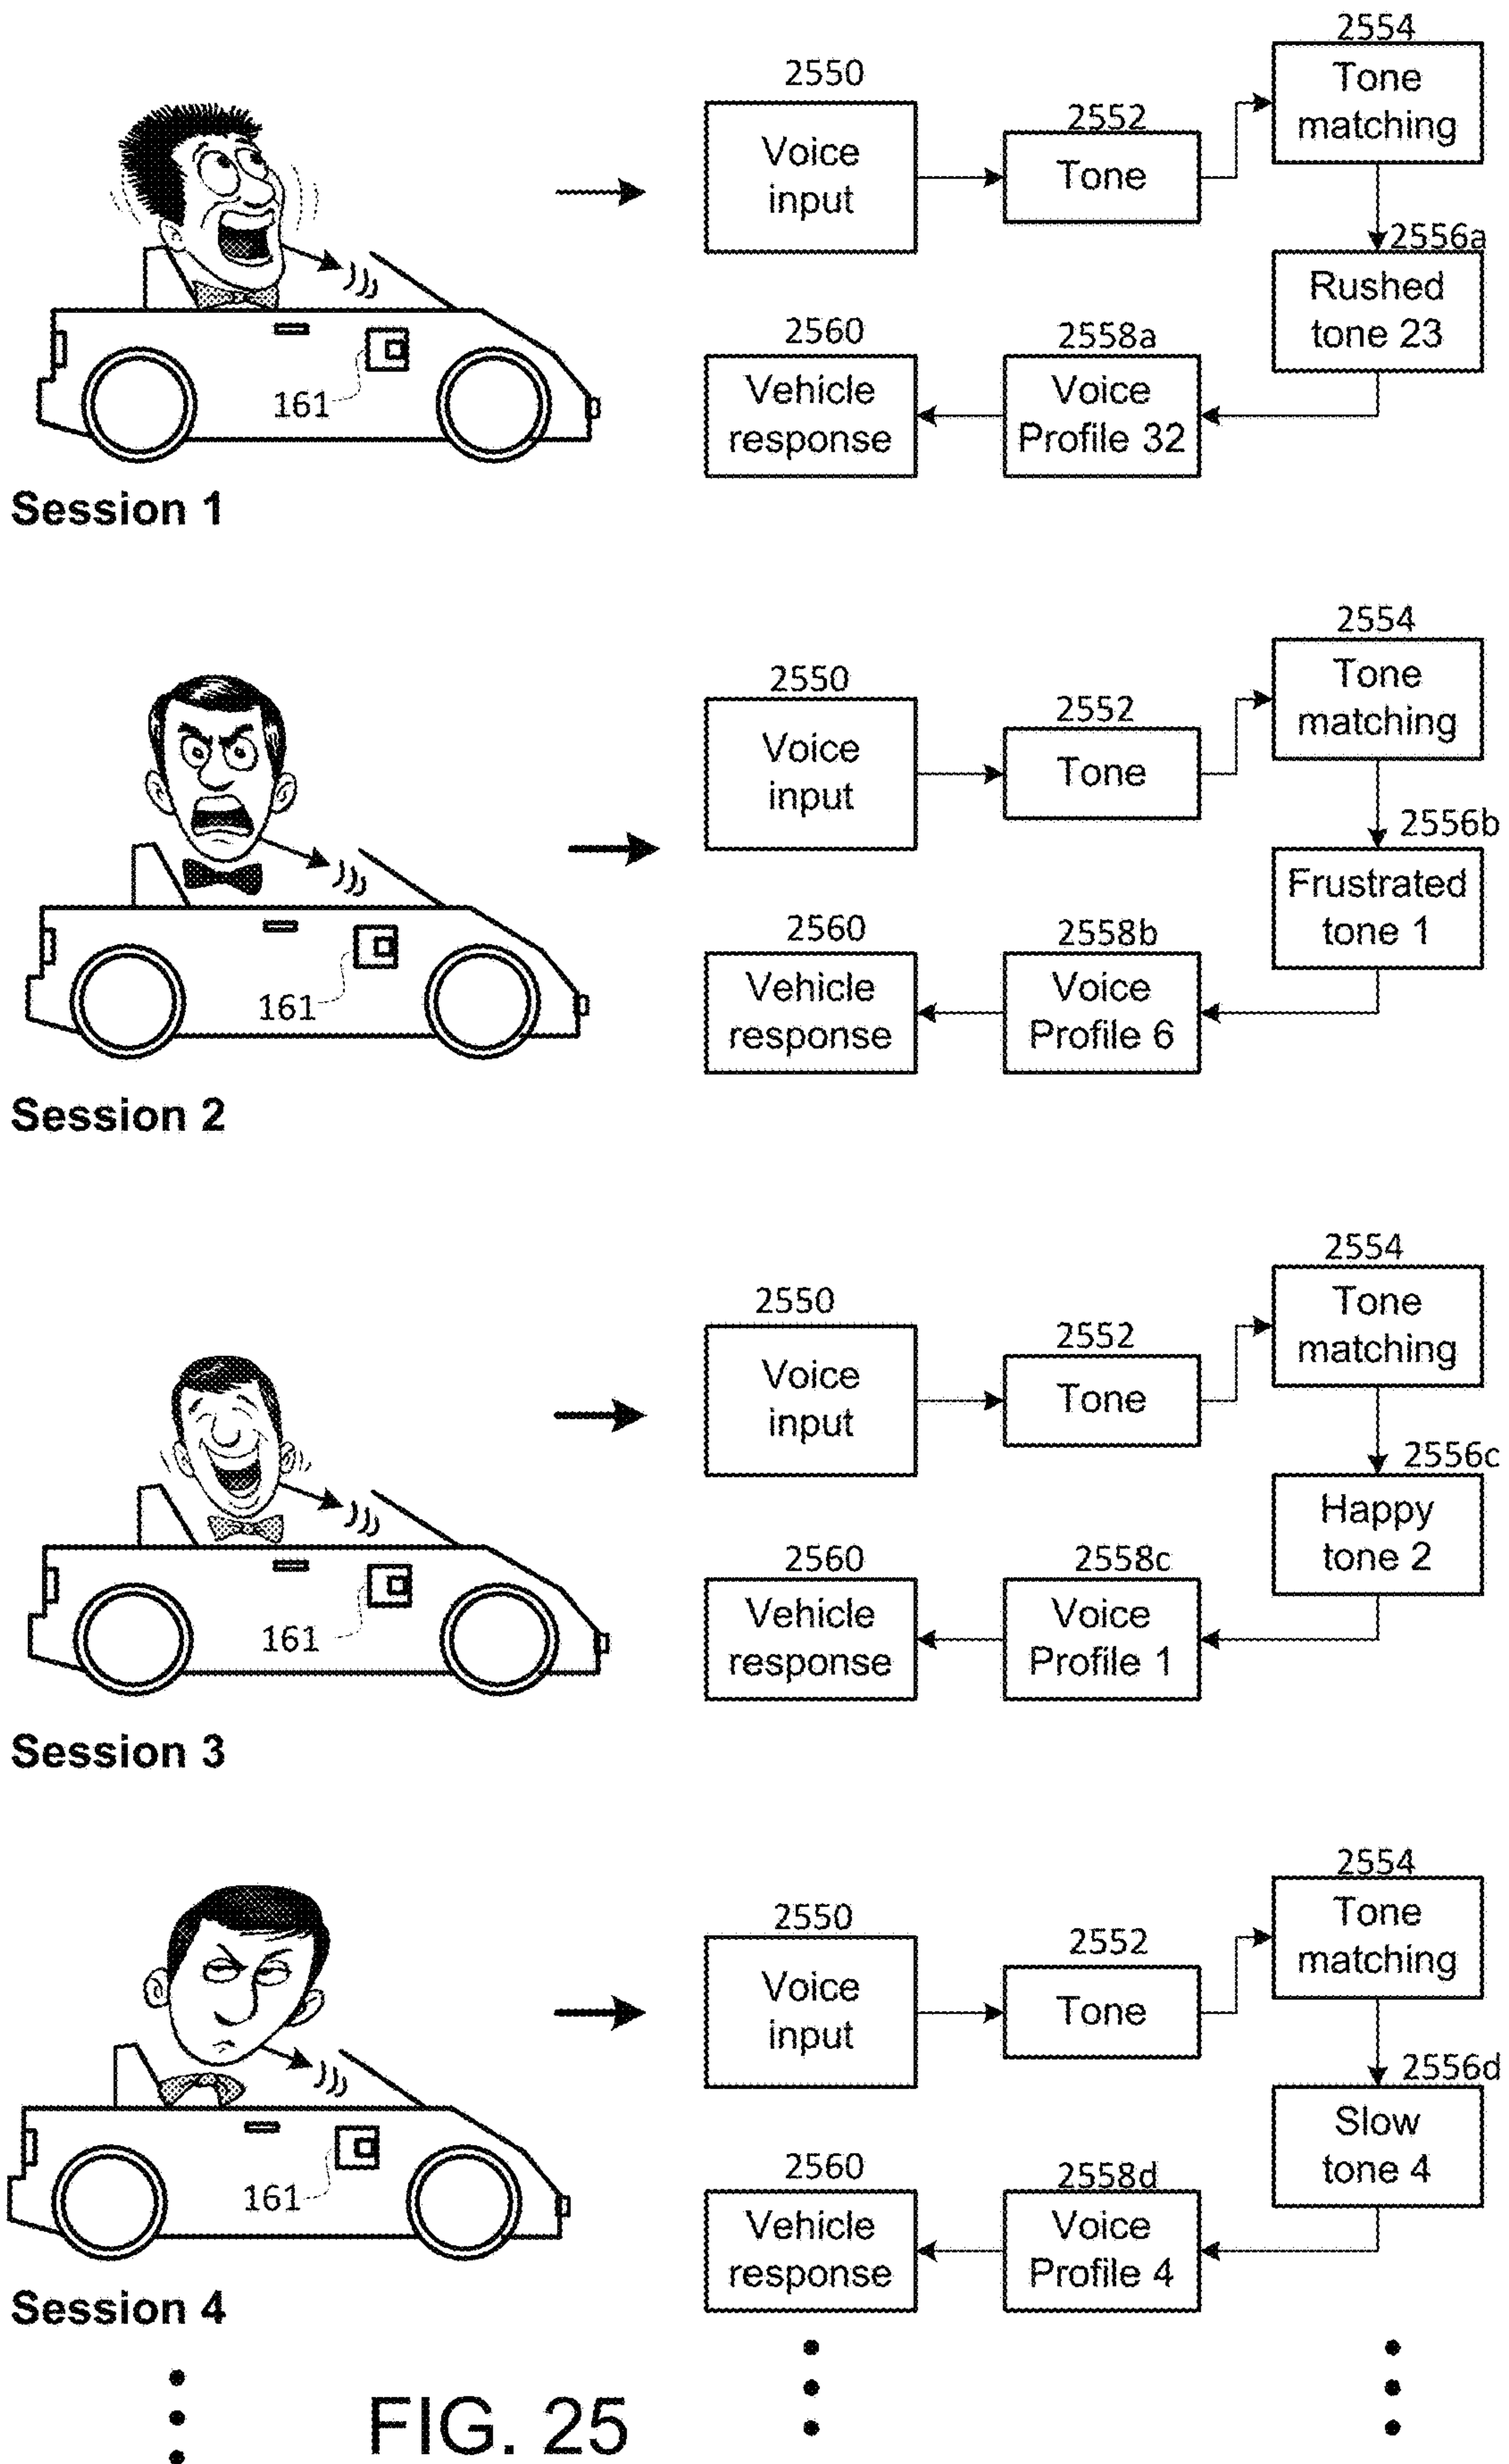 2554
Tone
matching
2550
Voice
input
2552
Tone
2556a
Rushed
tone 23
2560
Vehicle
response
2558a
Voice
Profile 32
161
Session 1
2554
Tone
matching
2550
Voice
input
2552
Tone
2556b
Frustrated
tone 1
2560
Vehicle
response
2558b
Voice
Profile 6
161
Session 2
2554
Tone
matching
2550
Voice
input
2552
Tone
2556c
Happy
tone 2
2560
Vehicle
response
2558c
Voice
Profile 1
161
Session 3
2554
Tone
matching
2550
Voice
input
2552
Tone
2556d
Slow
tone 4
2560
Vehicle
response
2558d
Voice
Profile 4
161
Session 4
FIG. 25